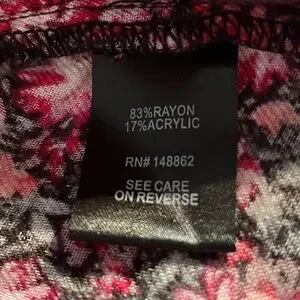 83%RAYON
17%ACRYLIC
RN# 148862
SEE CARE
ON REVERSE